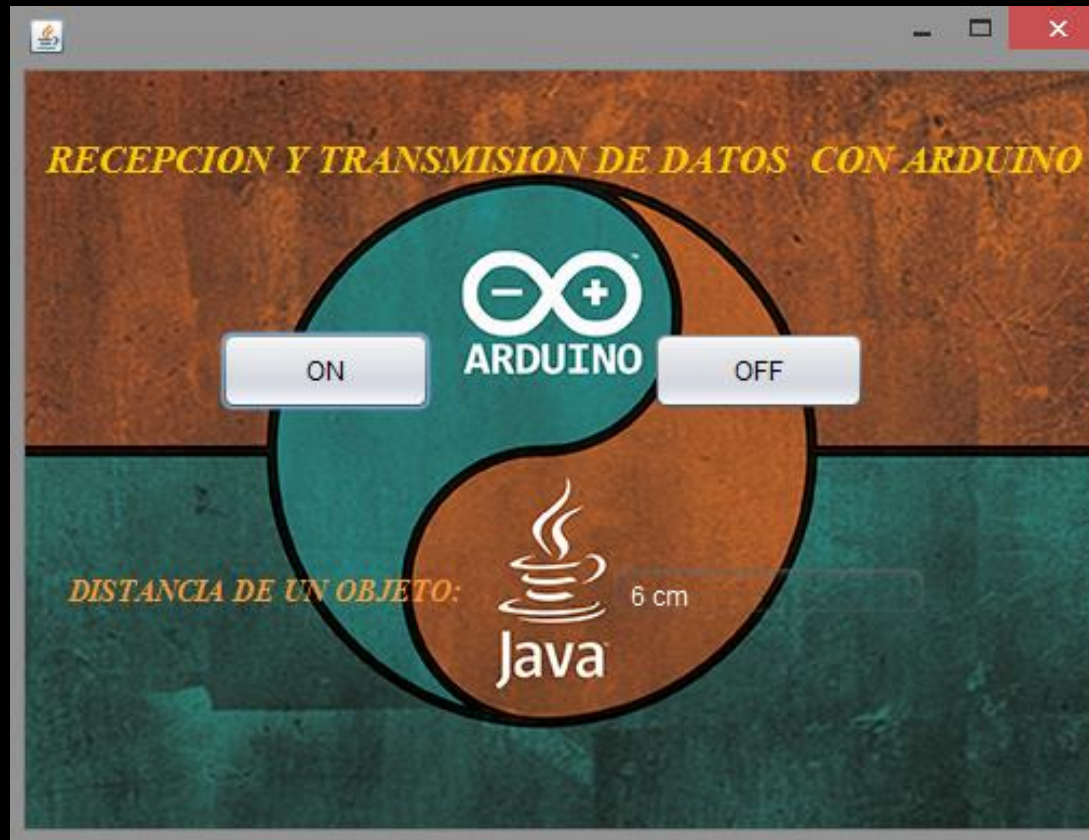 RECEPCION Y TRANSMISION DE DATOS CON ARDUINO
ARDUINO
ON
OFF
DISTANCIA DE UN OBJETO:
6 cm
Java